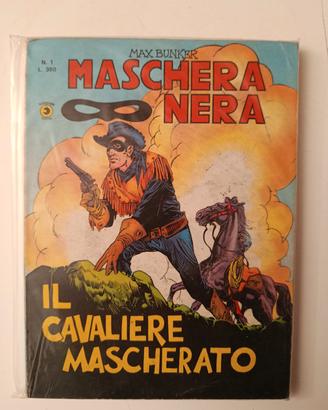 MAX BUNKER
N. 1
L. 350
MASCHERA
NERA
IL
CAVALIERE
MASCHERATO